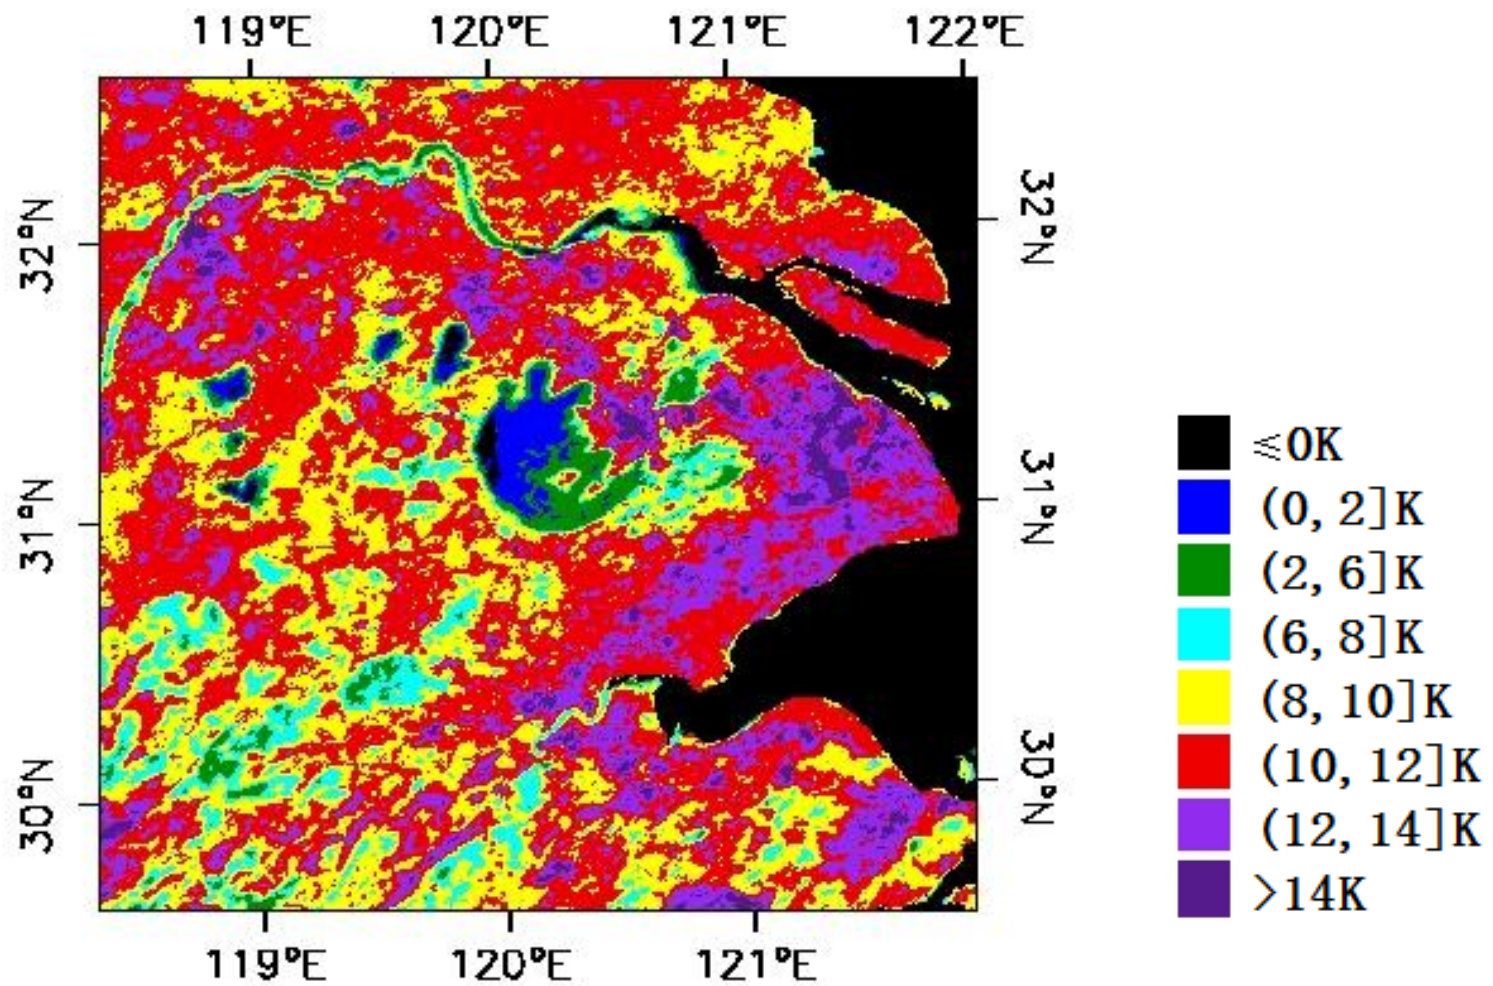 119°E 120°E 121°E 122°E
32°N
32°N
31°N
31°N
30°N
30°N
119°E 120°E 121°E
≤0K
(0, 2]K
(2, 6]K
(6, 8]K
(8, 10]K
(10, 12]K
(12, 14]K
>14K